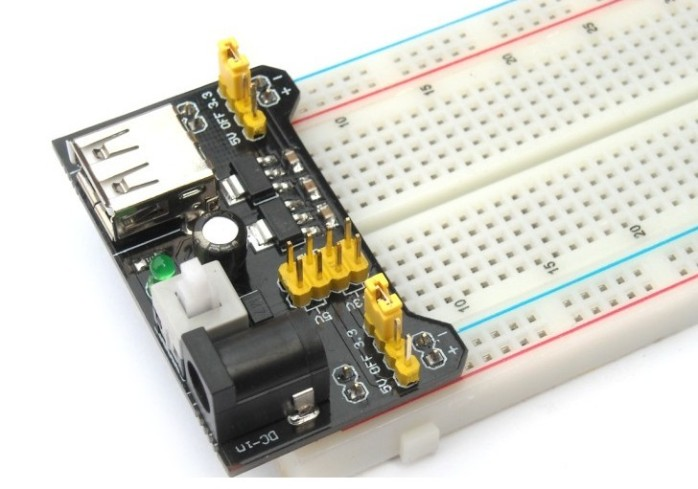 5V OFF 3.3
- +
10 15 20 25
5V 3V
10 15 20
5V OFF 3.3
- +
DC-in